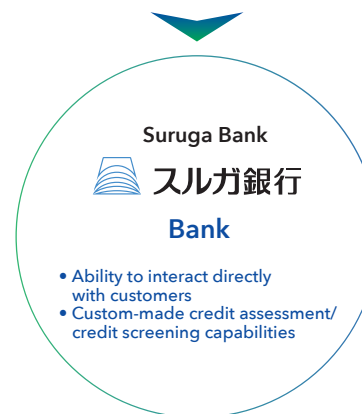 Suruga Bank
スルガ銀行
Bank
• Ability to interact directly
with customers
• Custom-made credit assessment/
credit screening capabilities